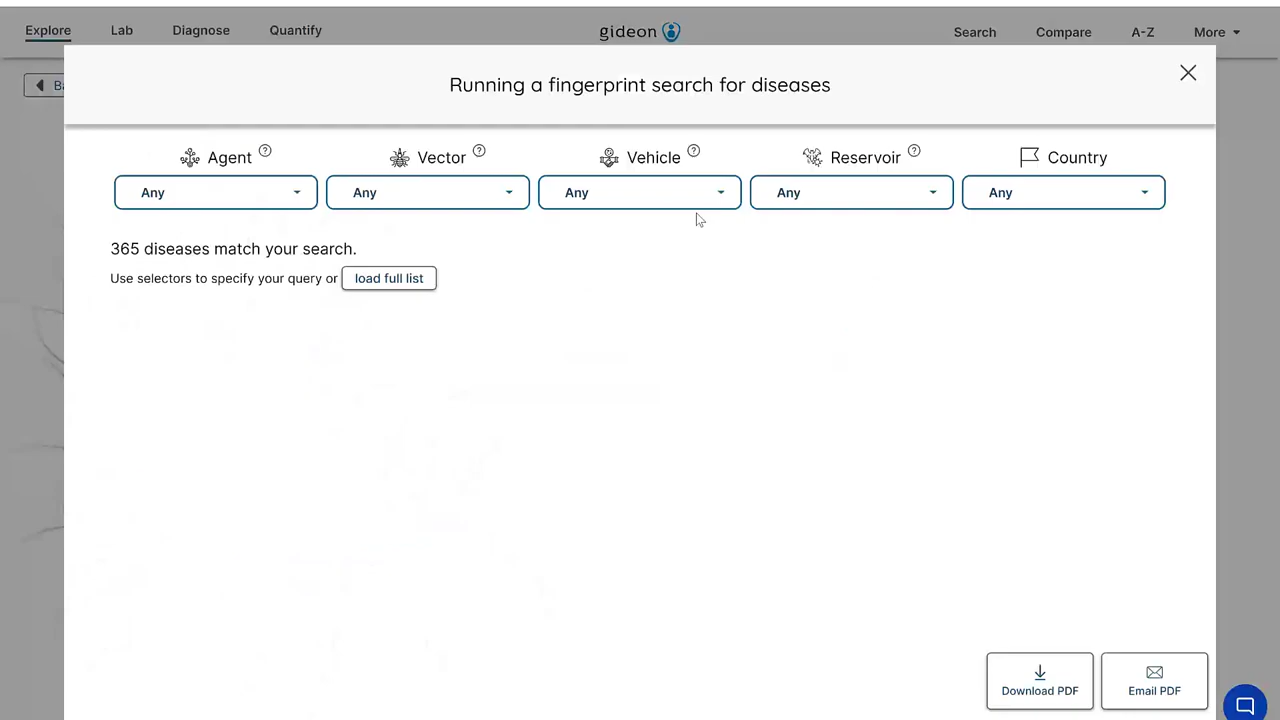 Explore Lab Diagnose Quantify gideon Search Compare A-Z More
Running a fingerprint search for diseases
Agent ? Vector ? Vehicle ? Reservoir ? Country
Any Any Any Any Any
365 diseases match your search.
Use selectors to specify your query or load full list
Download PDF Email PDF